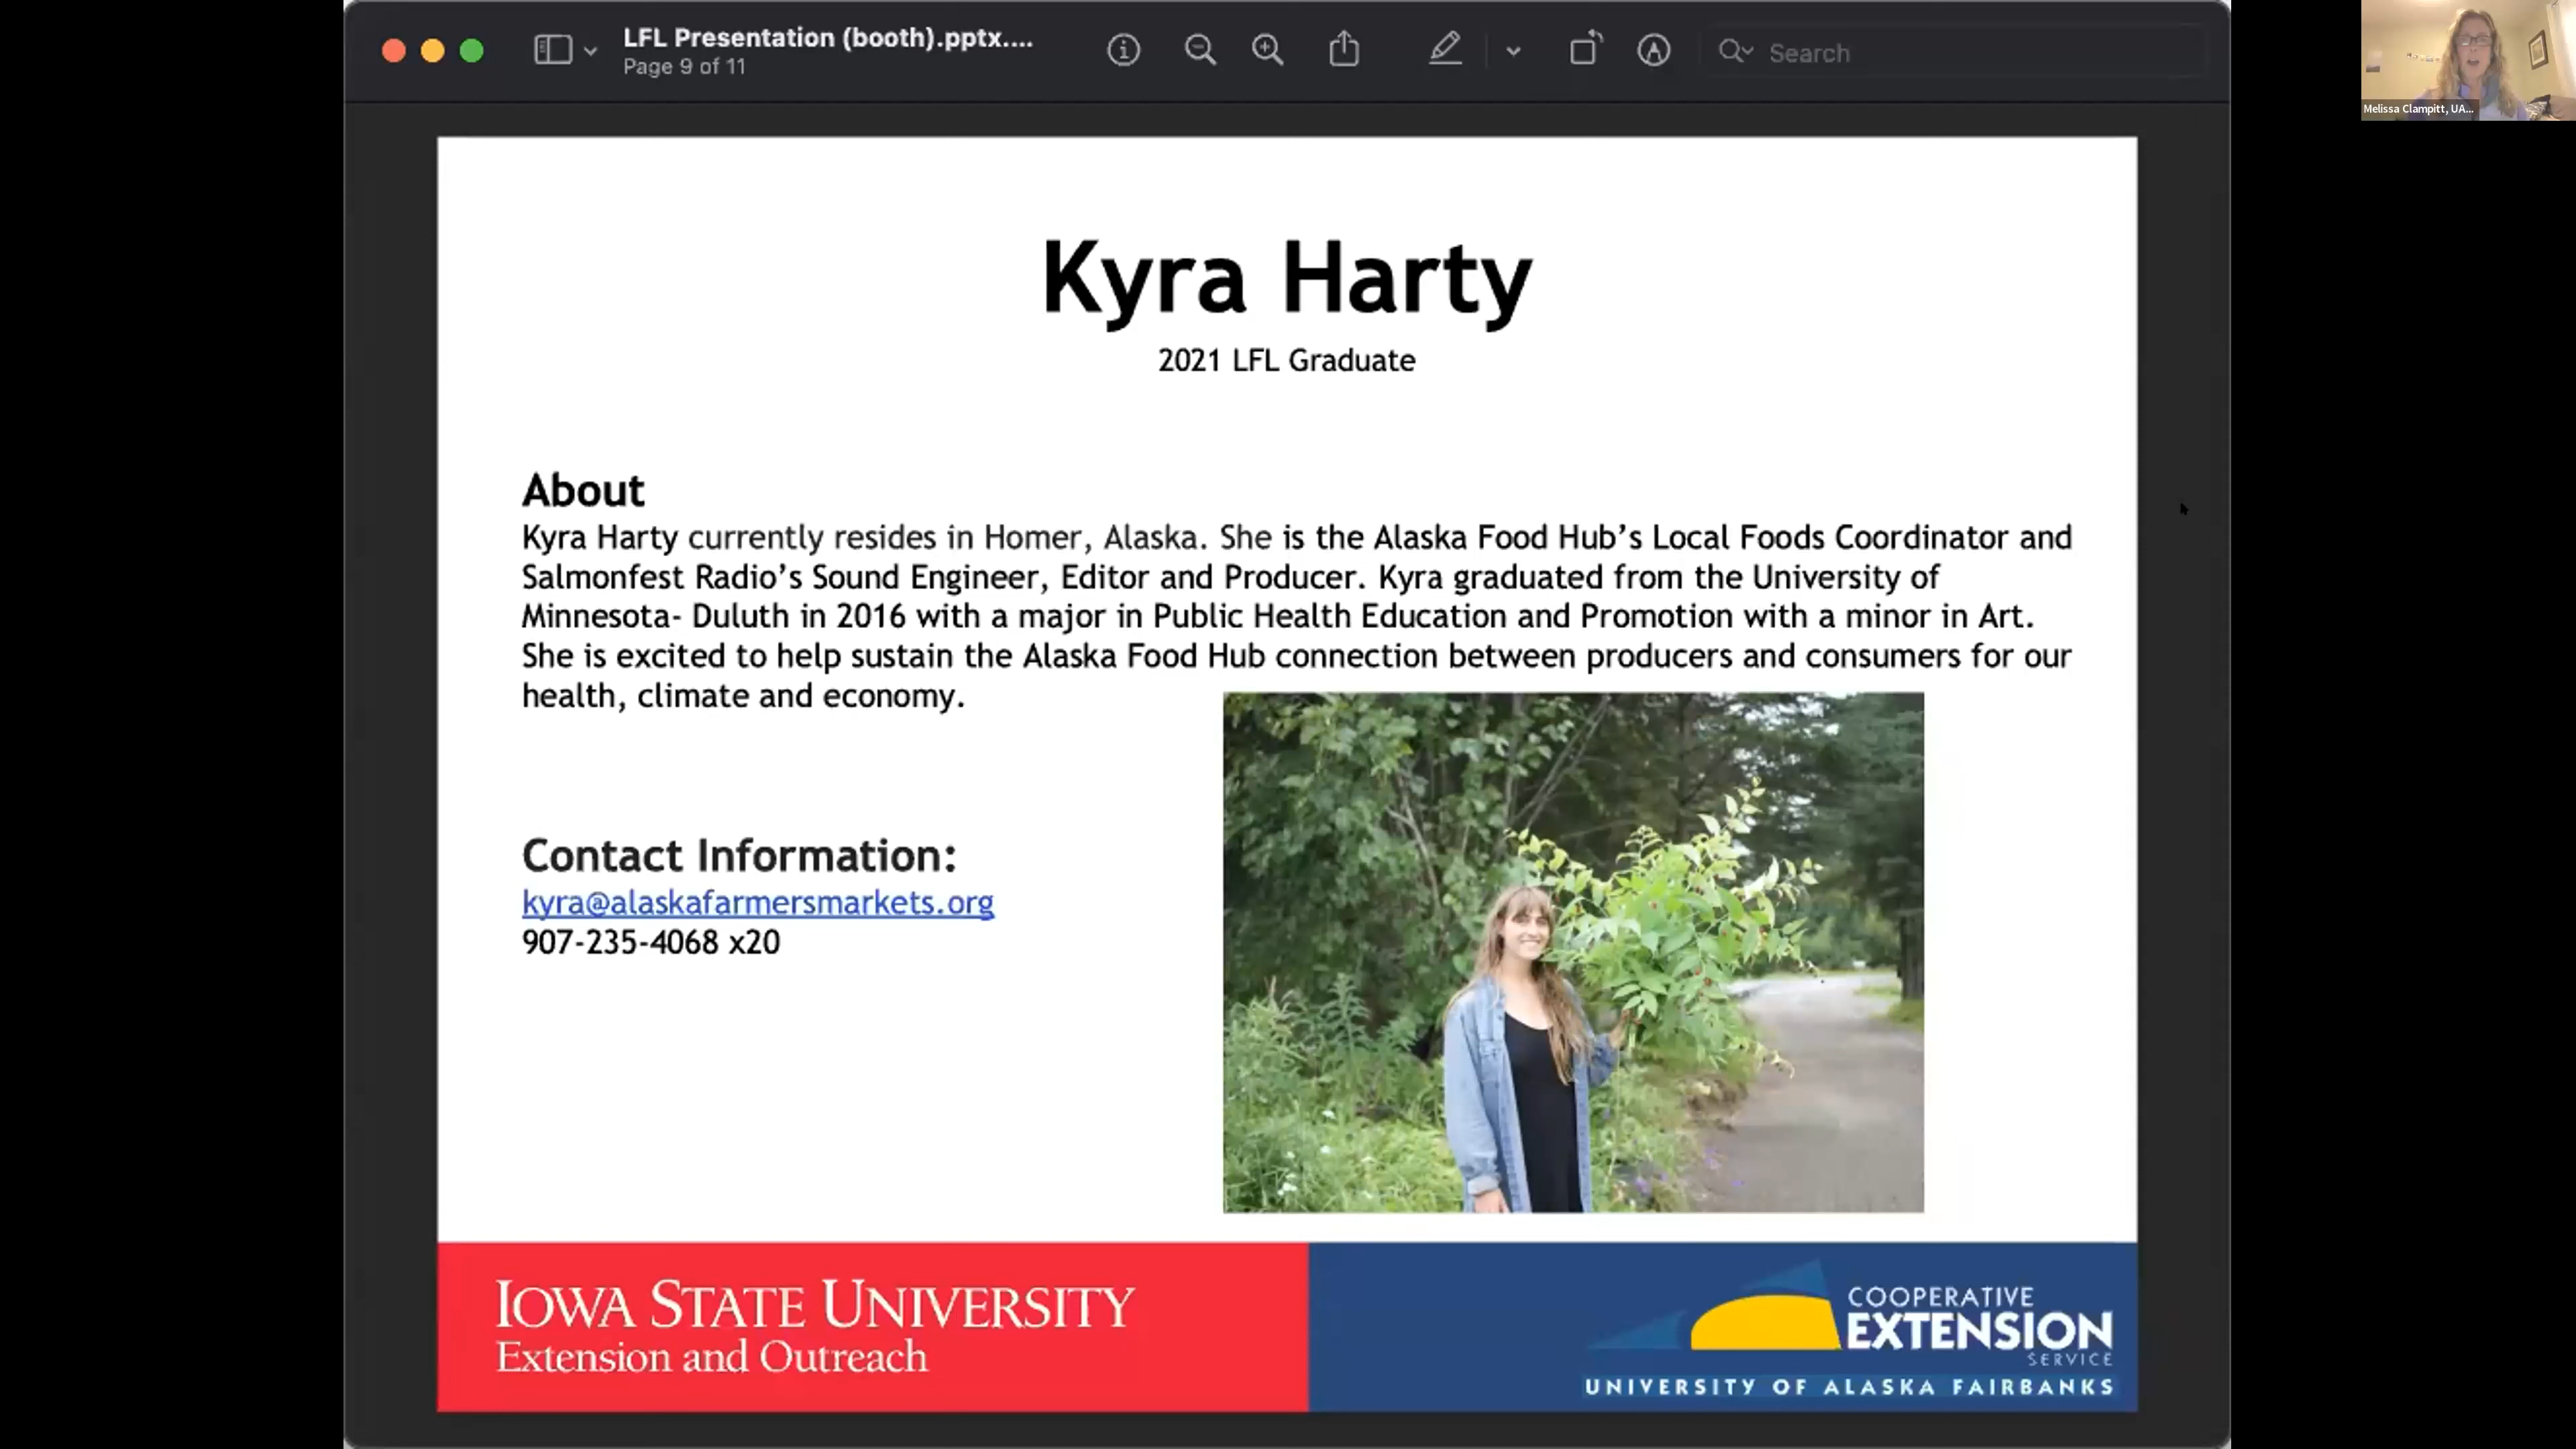 LFL Presentation (booth).pptx....
Page 9 of 11
Search
Melissa Clampitt, UA...
Kyra Harty
2021 LFL Graduate
About
Kyra Harty currently resides in Homer, Alaska. She is the Alaska Food Hub’s Local Foods Coordinator and
Salmonfest Radio’s Sound Engineer, Editor and Producer. Kyra graduated from the University of
Minnesota- Duluth in 2016 with a major in Public Health Education and Promotion with a minor in Art.
She is excited to help sustain the Alaska Food Hub connection between producers and consumers for our
health, climate and economy.
Contact Information:
kyra@alaskafarmersmarkets.org
907-235-4068 x20
IOWA STATE UNIVERSITY
Extension and Outreach
COOPERATIVE
EXTENSION
SERVICE
UNIVERSITY OF ALASKA FAIRBANKS